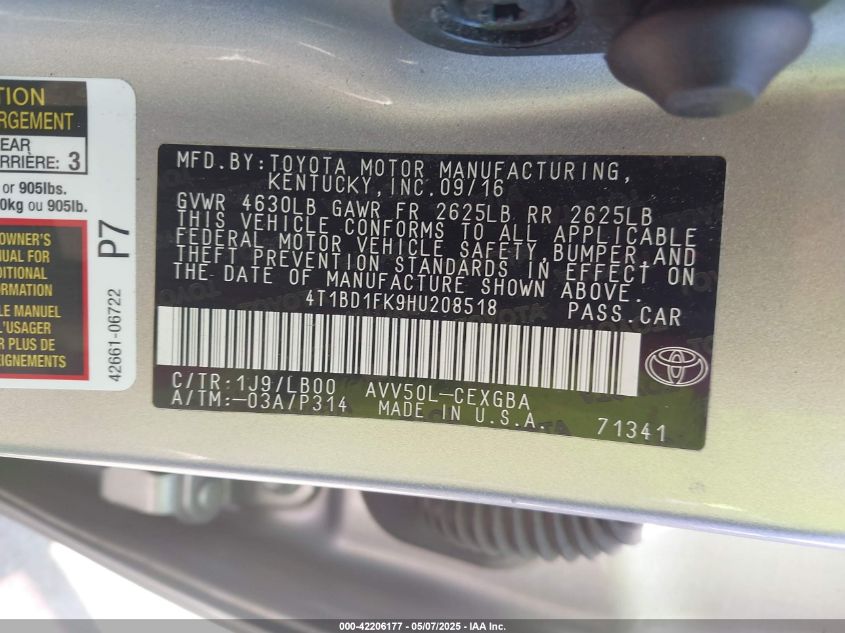 TION
RGEMENT
EAR
RRIÈRE: 3
or 905lbs.
0kg ou 905lb.
OWNER'S
NUAL FOR
DITIONAL
ORMATION
LE MANUEL
L'USAGER
R PLUS DE
EIGNEMENTS
P7
42661-06722
MFD.BY:TOYOTA MOTOR MANUFACTURING,
KENTUCKY, INC.09/16
GVWR 4630LB GAWR FR 2625LB RR 2625LB
THIS VEHICLE CONFORMS TO ALL APPLICABLE
FEDERAL MOTOR VEHICLE SAFETY,BUMPER,AND
THEFT PREVENTION STANDARDS IN EFFECT ON
THE DATE OF MANUFACTURE SHOWN ABOVE.
4T1BD1FK9HU208518 PASS.CAR
C/TR:1J9/LB00 AVV50L-CEXGBA
A/TM:-03A/P314 MADE IN U.S.A. 71341
000-42206177 - 05/07/2025 - IAA Inc.